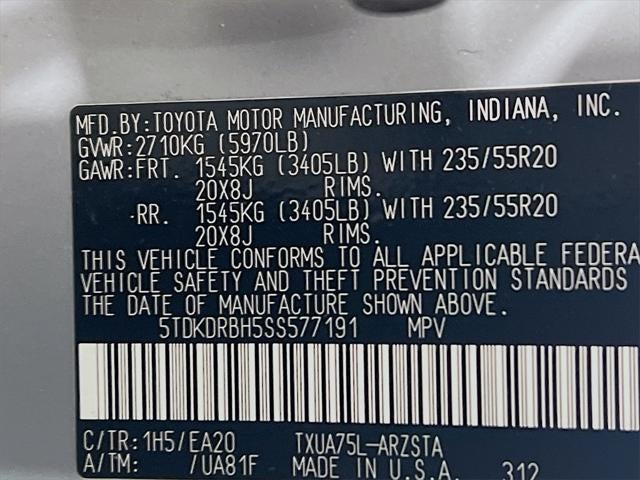 MFD. BY: TOYOTA MOTOR MANUFACTURING, INDIANA, INC.
GVWR: 2710KG (5970LB)
GAWR: FRT. 1545KG (3405LB) WITH 235/55R20
20X8J RIMS.
RR. 1545KG (3405LB) WITH 235/55R20
20X8J RIMS.
THIS VEHICLE CONFORMS TO ALL APPLICABLE FEDERA
VEHICLE SAFETY AND THEFT PREVENTION STANDARDS
THE DATE OF MANUFACTURE SHOWN ABOVE.
5TDKDRBH5SS577191 MPV
C/TR: 1H5/EA20 TXUA75L-ARZSTA
A/TM: /UA81F MADE IN U.S.A. 312